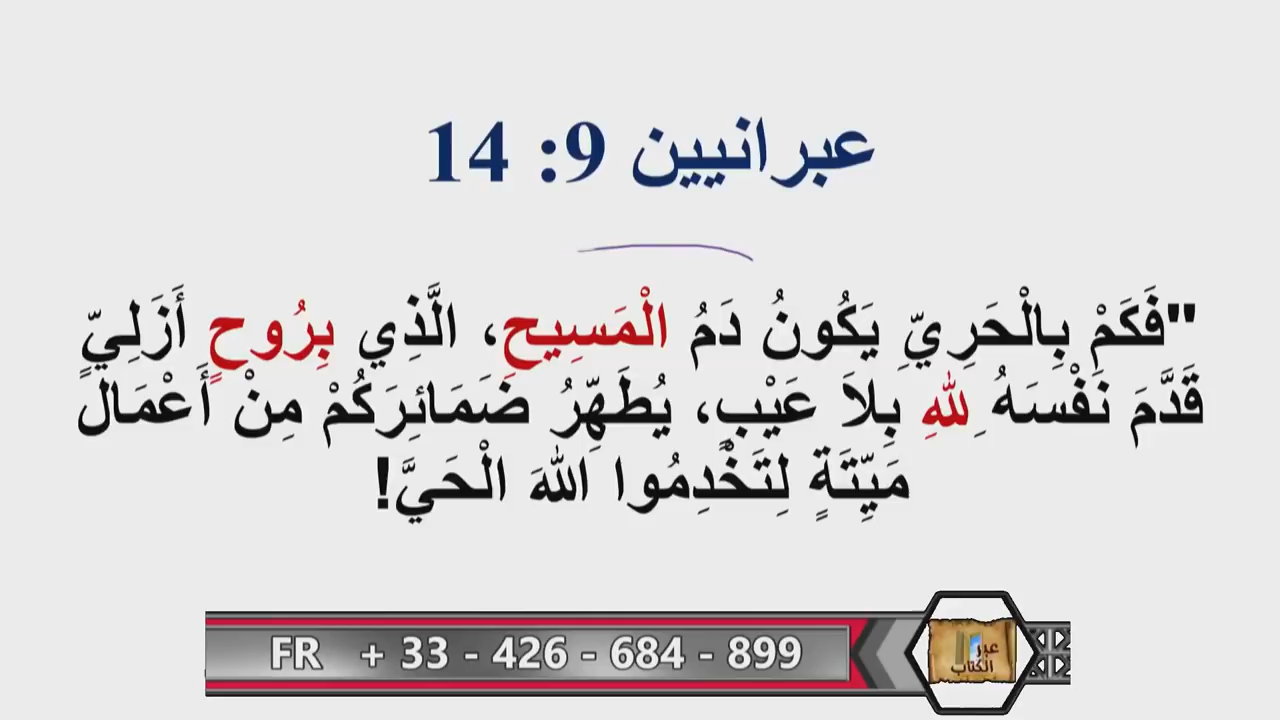 عبرانيين 9: 14
"فَكَمْ بِالْحَرِيِّ يَكُونُ دَمُ الْمَسِيحِ، الَّذِي بِرُوحٍ أَزَلِيٍّ
قَدَّمَ نَفْسَهُ ِللهِ بِلاَ عَيْبٍ، يُطَهِّرُ ضَمَائِرَكُمْ مِنْ أَعْمَال
مَيِّتَةٍ لِتَخْدِمُوا اللهَ الْحَيَّ!
FR + 33 - 426 - 684 - 899
عبر
الكتاب